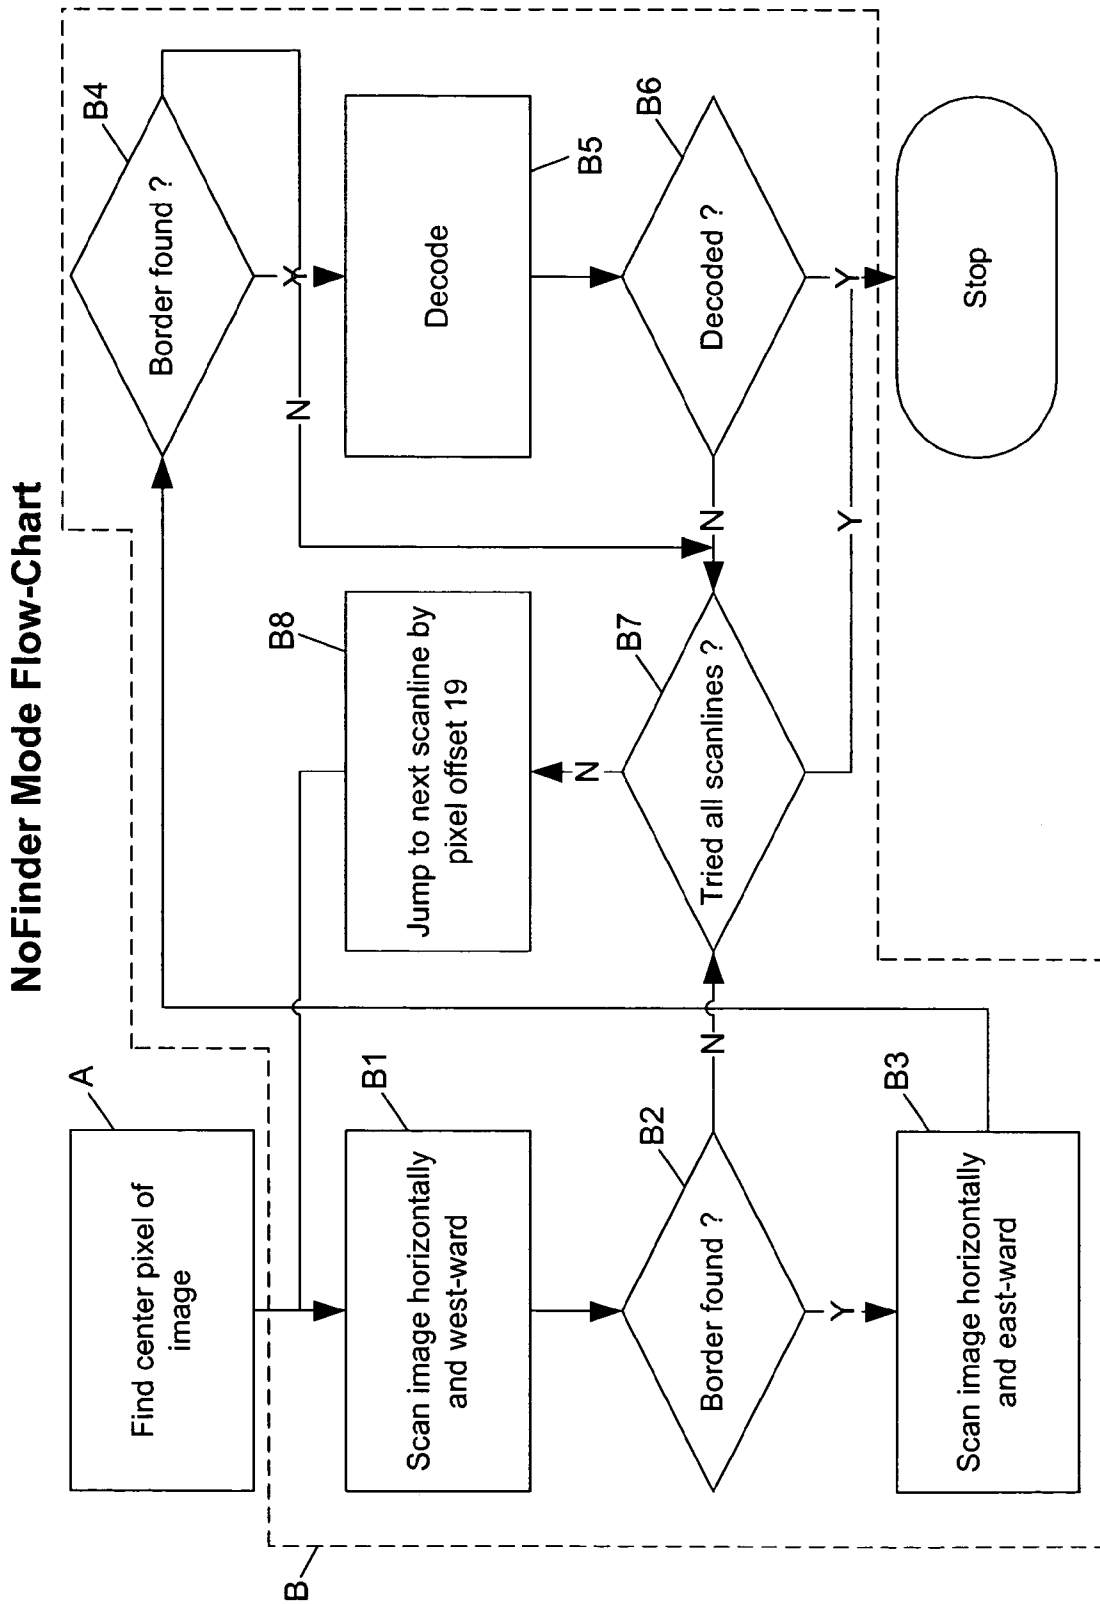 NoFinder Mode Flow-Chart
A
Find center pixel of
image
B
B1
Scan image horizontally
and west-ward
B2
Border found ?
N
Y
B3
Scan image horizontally
and east-ward
B8
Jump to next scanline by
pixel offset 19
N
B7
Tried all scanlines ?
Y
B4
Border found ?
Y
N
B5
Decode
B6
Decoded ?
N
Y
Stop